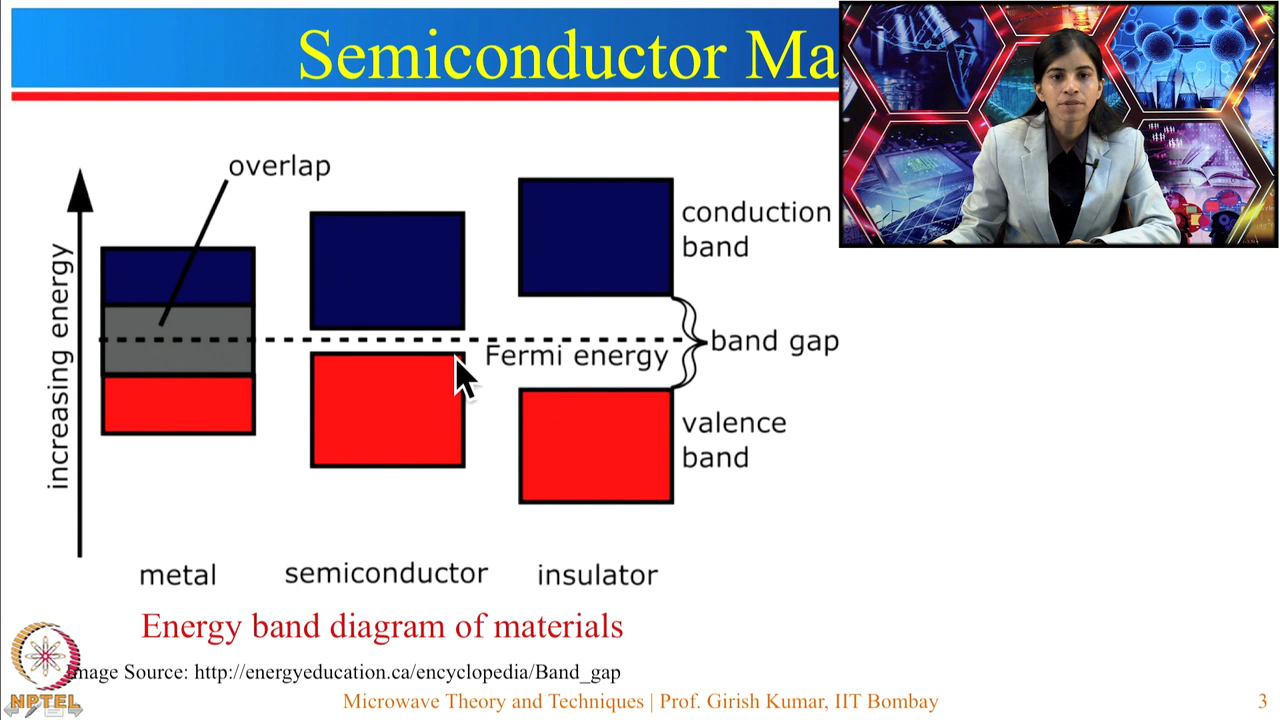 Semiconductor Ma
overlap
increasing energy
conduction
band
Fermi energy
band gap
valence
band
metal
semiconductor
insulator
Energy band diagram of materials
mage Source: http://energyeducation.ca/encyclopedia/Band_gap
NPTEL
Microwave Theory and Techniques | Prof. Girish Kumar, IIT Bombay
3